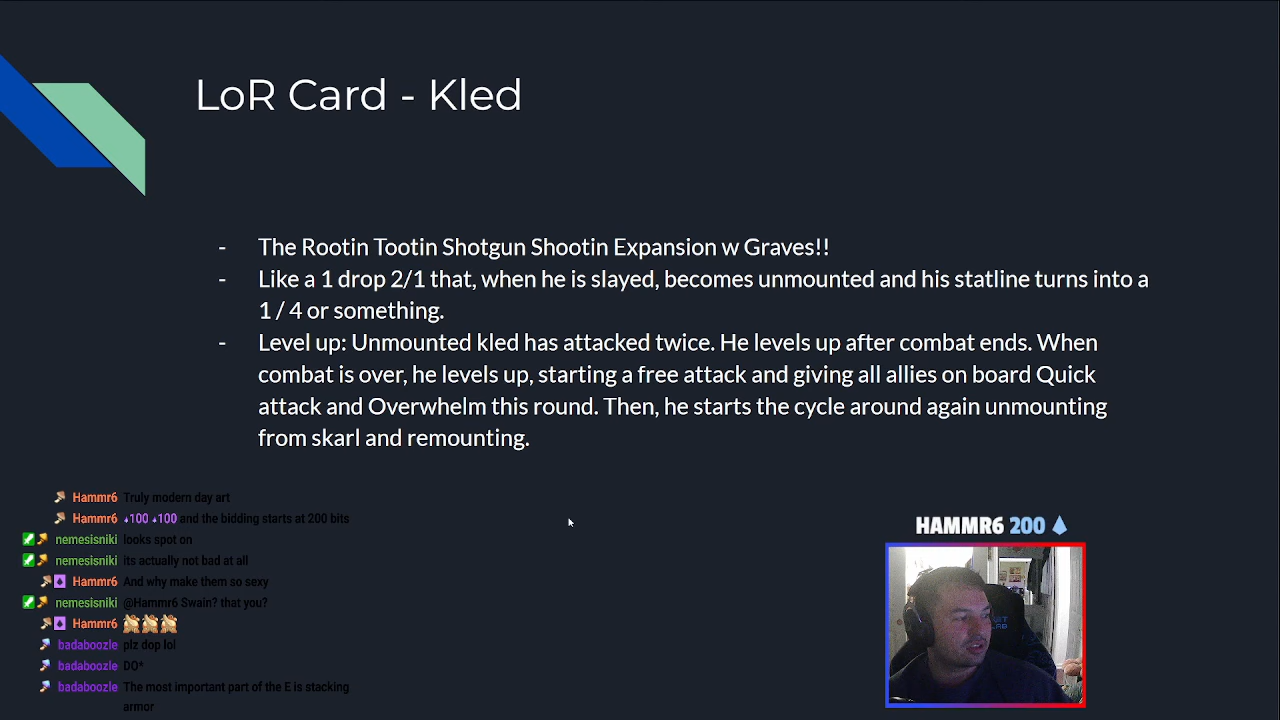 LoR Card - Kled
- The Rootin Tootin Shotgun Shootin Expansion w Graves!!
- Like a 1 drop 2/1 that, when he is slayed, becomes unmounted and his statline turns into a
1 / 4 or something.
- Level up: Unmounted kled has attacked twice. He levels up after combat ends. When
combat is over, he levels up, starting a free attack and giving all allies on board Quick
attack and Overwhelm this round. Then, he starts the cycle around again unmounting
from skarl and remounting.
Hammr6 Truly modern day art
Hammr6 100 100 and the bidding starts at 200 bits
nemesisniki looks spot on
nemesisniki its actually not bad at all
Hammr6 And why make them so sexy
nemesisniki @Hammr6 Swain? that you?
Hammr6
badaboozle plz dop lol
badaboozle DO*
badaboozle The most important part of the E is stacking
armor
HAMMR6 200